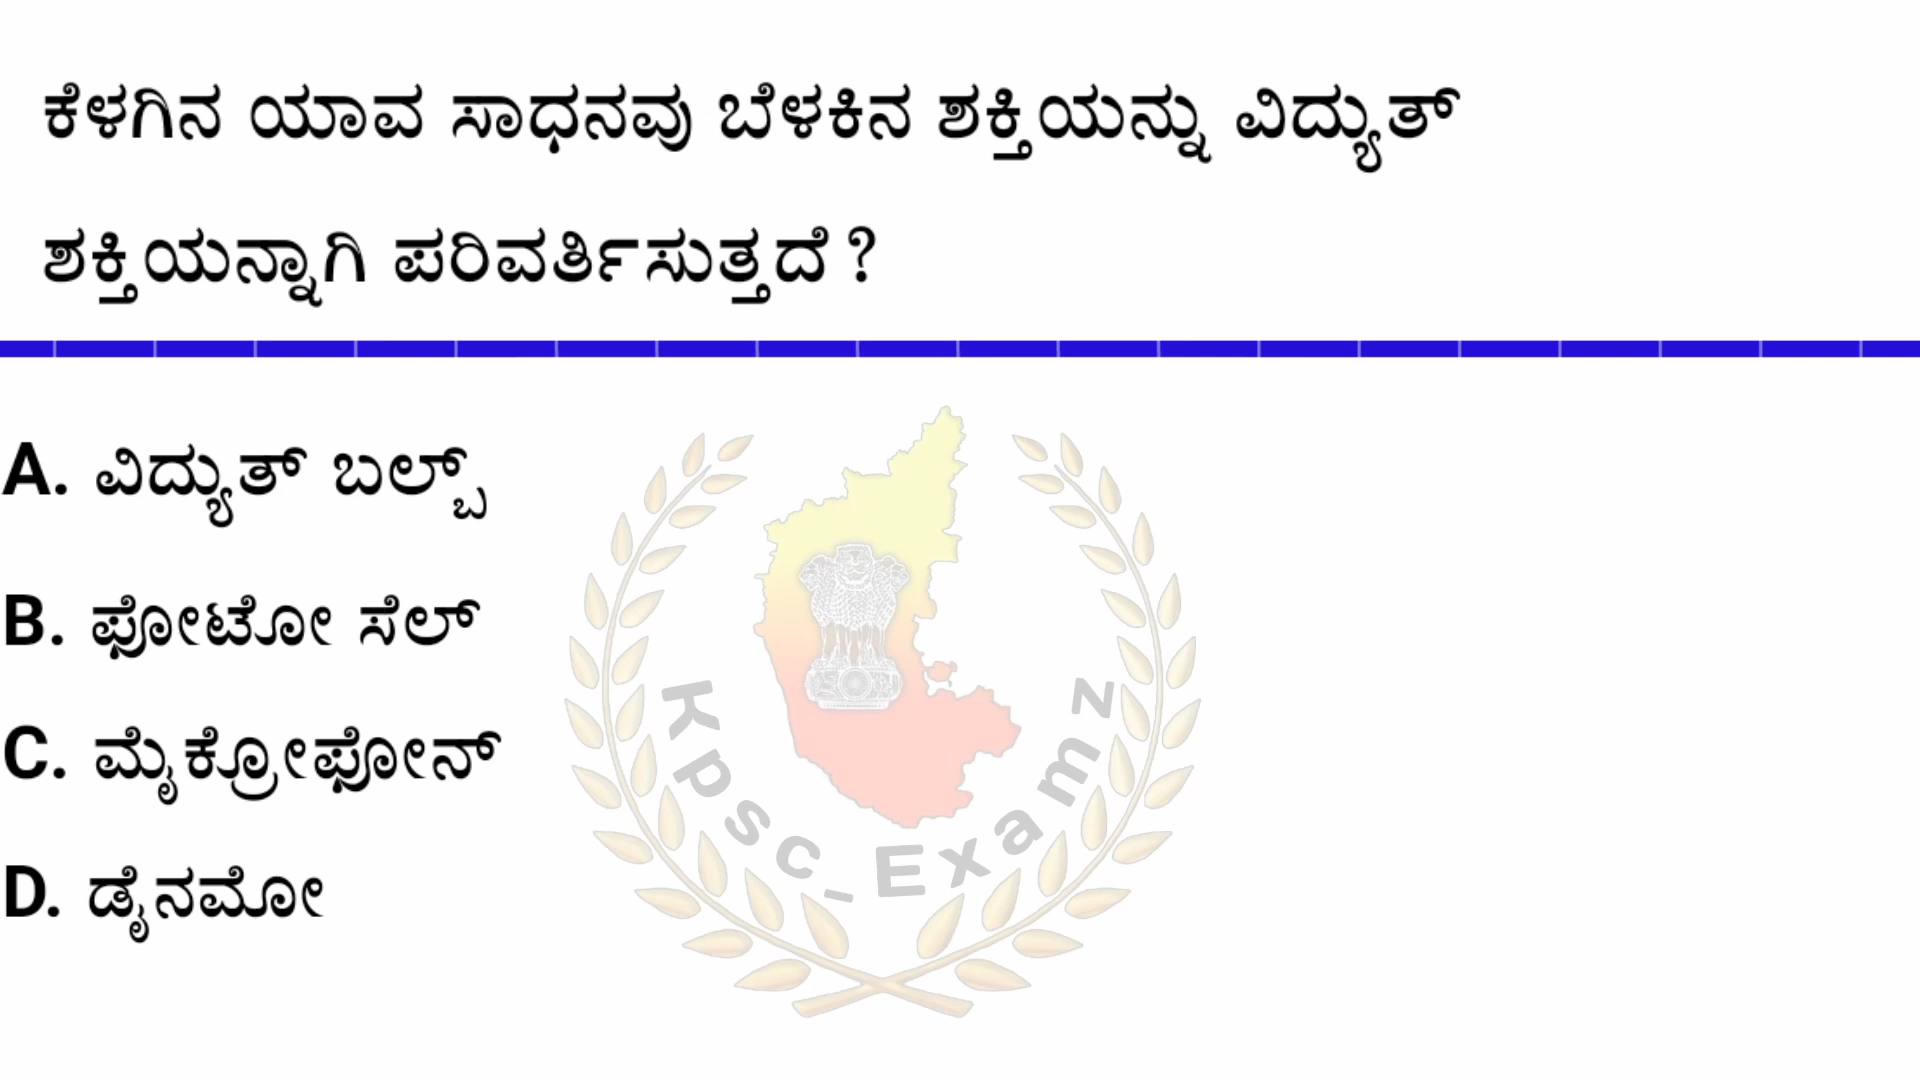 ಕೆಳಗಿನ ಯಾವ ಸಾಧನವು ಬೆಳಕಿನ ಶಕ್ತಿಯನ್ನು ವಿದ್ಯುತ್
ಶಕ್ತಿಯನ್ನಾಗಿ ಪರಿವರ್ತಿಸುತ್ತದೆ ?
A. ವಿದ್ಯುತ್ ಬಲ್ಬ್
B. ಫೋಟೋ ಸೆಲ್
C. ಮೈಕ್ರೋಫೋನ್
D. ಡೈನಮೋ
Kpsc_Examz